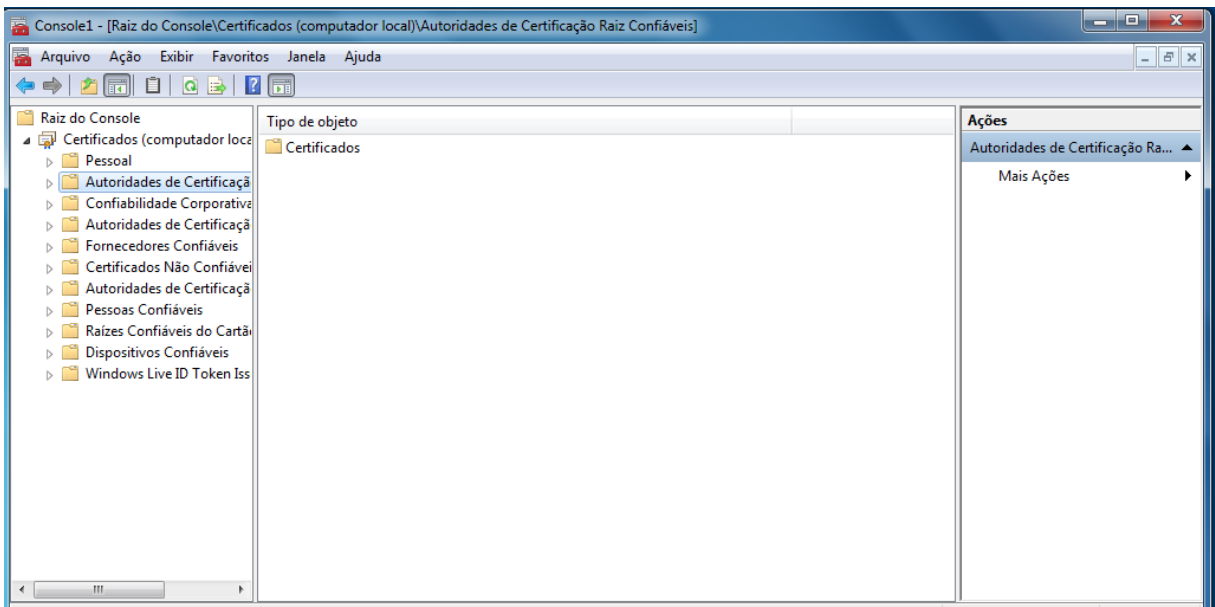 Console1 - [Raiz do Console\Certificados (computador local)\Autoridades de Certificação Raiz Confiáveis]
Arquivo Ação Exibir Favoritos Janela Ajuda
Raiz do Console
Certificados (computador loca
Pessoal
Autoridades de Certificaçã
Confiabilidade Corporativa
Autoridades de Certificaçã
Fornecedores Confiáveis
Certificados Não Confiávei
Autoridades de Certificaçã
Pessoas Confiáveis
Raízes Confiáveis do Cartã
Dispositivos Confiáveis
Windows Live ID Token Iss
Tipo de objeto
Certificados
Ações
Autoridades de Certificação Ra...
Mais Ações